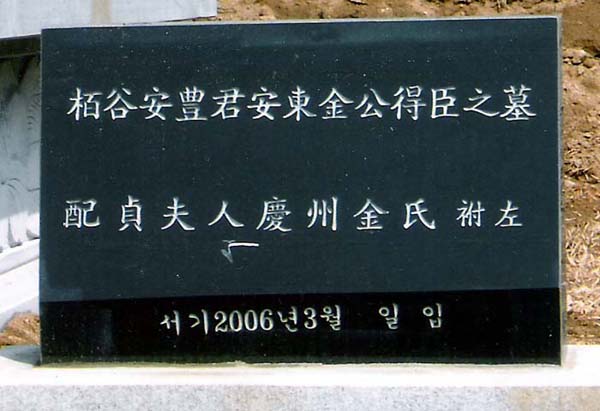 栢谷安豊君安東金公得臣之墓
配貞夫人慶州金氏祔左
서기2006년3월 일 입